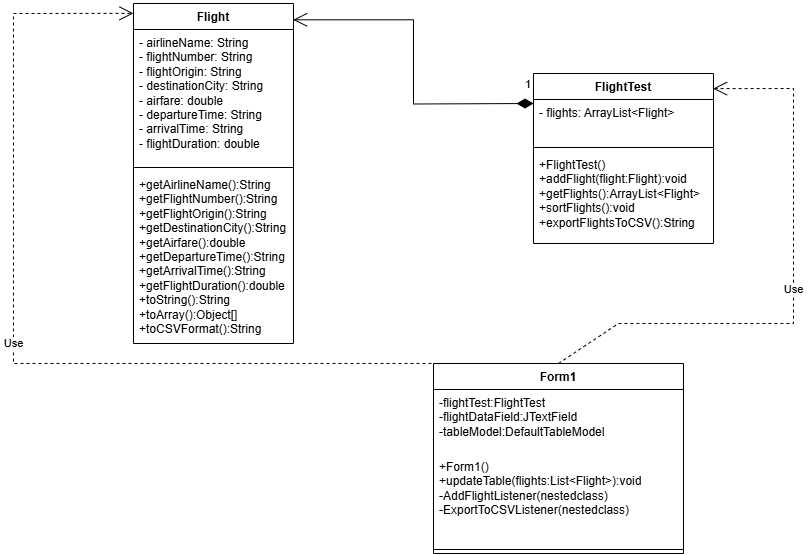 Flight
- airlineName: String
- flightNumber: String
- flightOrigin: String
- destinationCity: String
- airfare: double
- departureTime: String
- arrivalTime: String
- flightDuration: double
+getAirlineName():String
+getFlightNumber():String
+getFlightOrigin():String
+getDestinationCity():String
+getAirfare():double
+getDepartureTime():String
+getArrivalTime():String
+getFlightDuration():double
+toString():String
+toArray():Object[]
+toCSVFormat():String
1
FlightTest
- flights: ArrayList<Flight>
+FlightTest()
+addFlight(flight:Flight):void
+getFlights():ArrayList<Flight>
+sortFlights():void
+exportFlightsToCSV():String
Use
Use
Form1
-flightTest:FlightTest
-flightDataField:JTextField
-tableModel:DefaultTableModel
+Form1()
+updateTable(flights:List<Flight>):void
-AddFlightListener(nestedclass)
-ExportToCSVListener(nestedclass)